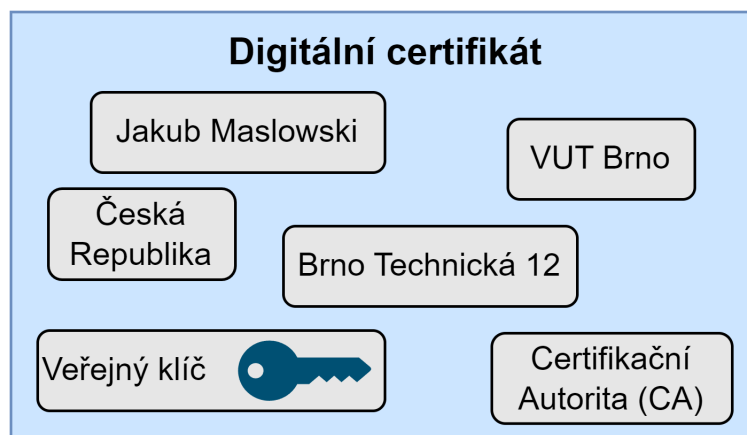 Digitální certifikát
Jakub Maslowski
VUT Brno
Česká
Republika
Brno Technická 12
Veřejný klíč
Certifikační
Autorita (CA)